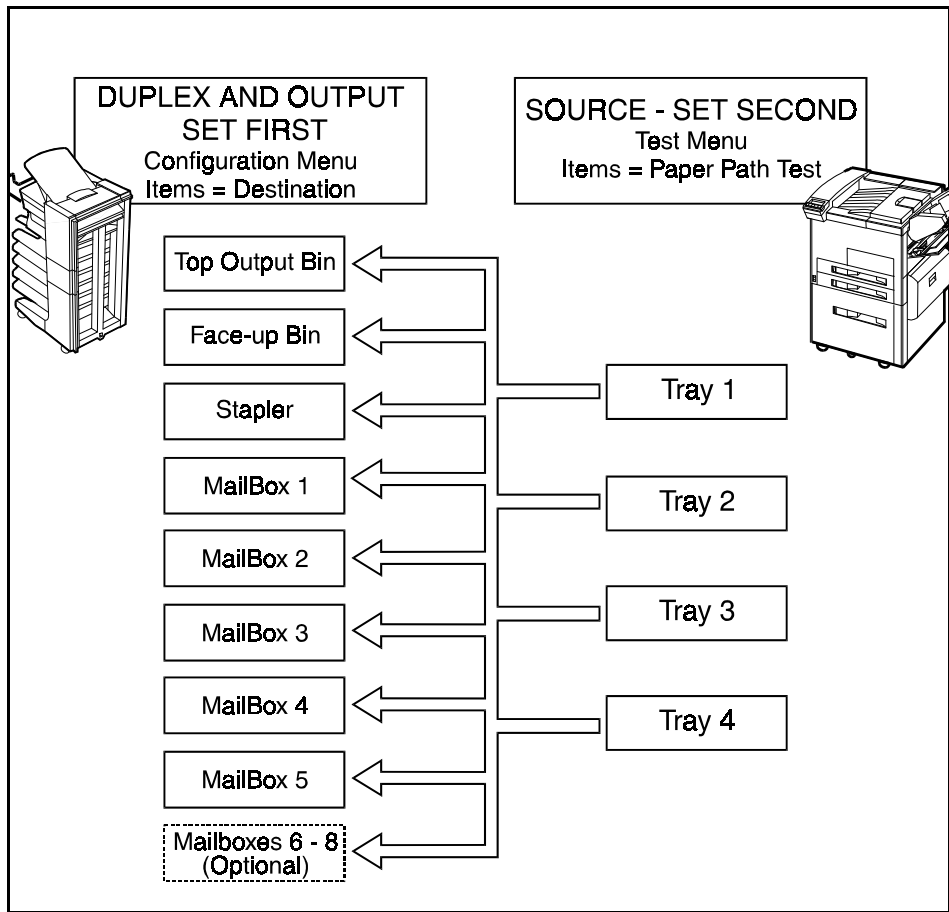 DUPLEX AND OUTPUT
SET FIRST
Configuration Menu
Items = Destination
SOURCE - SET SECOND
Test Menu
Items = Paper Path Test
Top Output Bin
Face-up Bin
Stapler
MailBox 1
MailBox 2
MailBox 3
MailBox 4
MailBox 5
Mailboxes 6 - 8
(Optional)
Tray 1
Tray 2
Tray 3
Tray 4